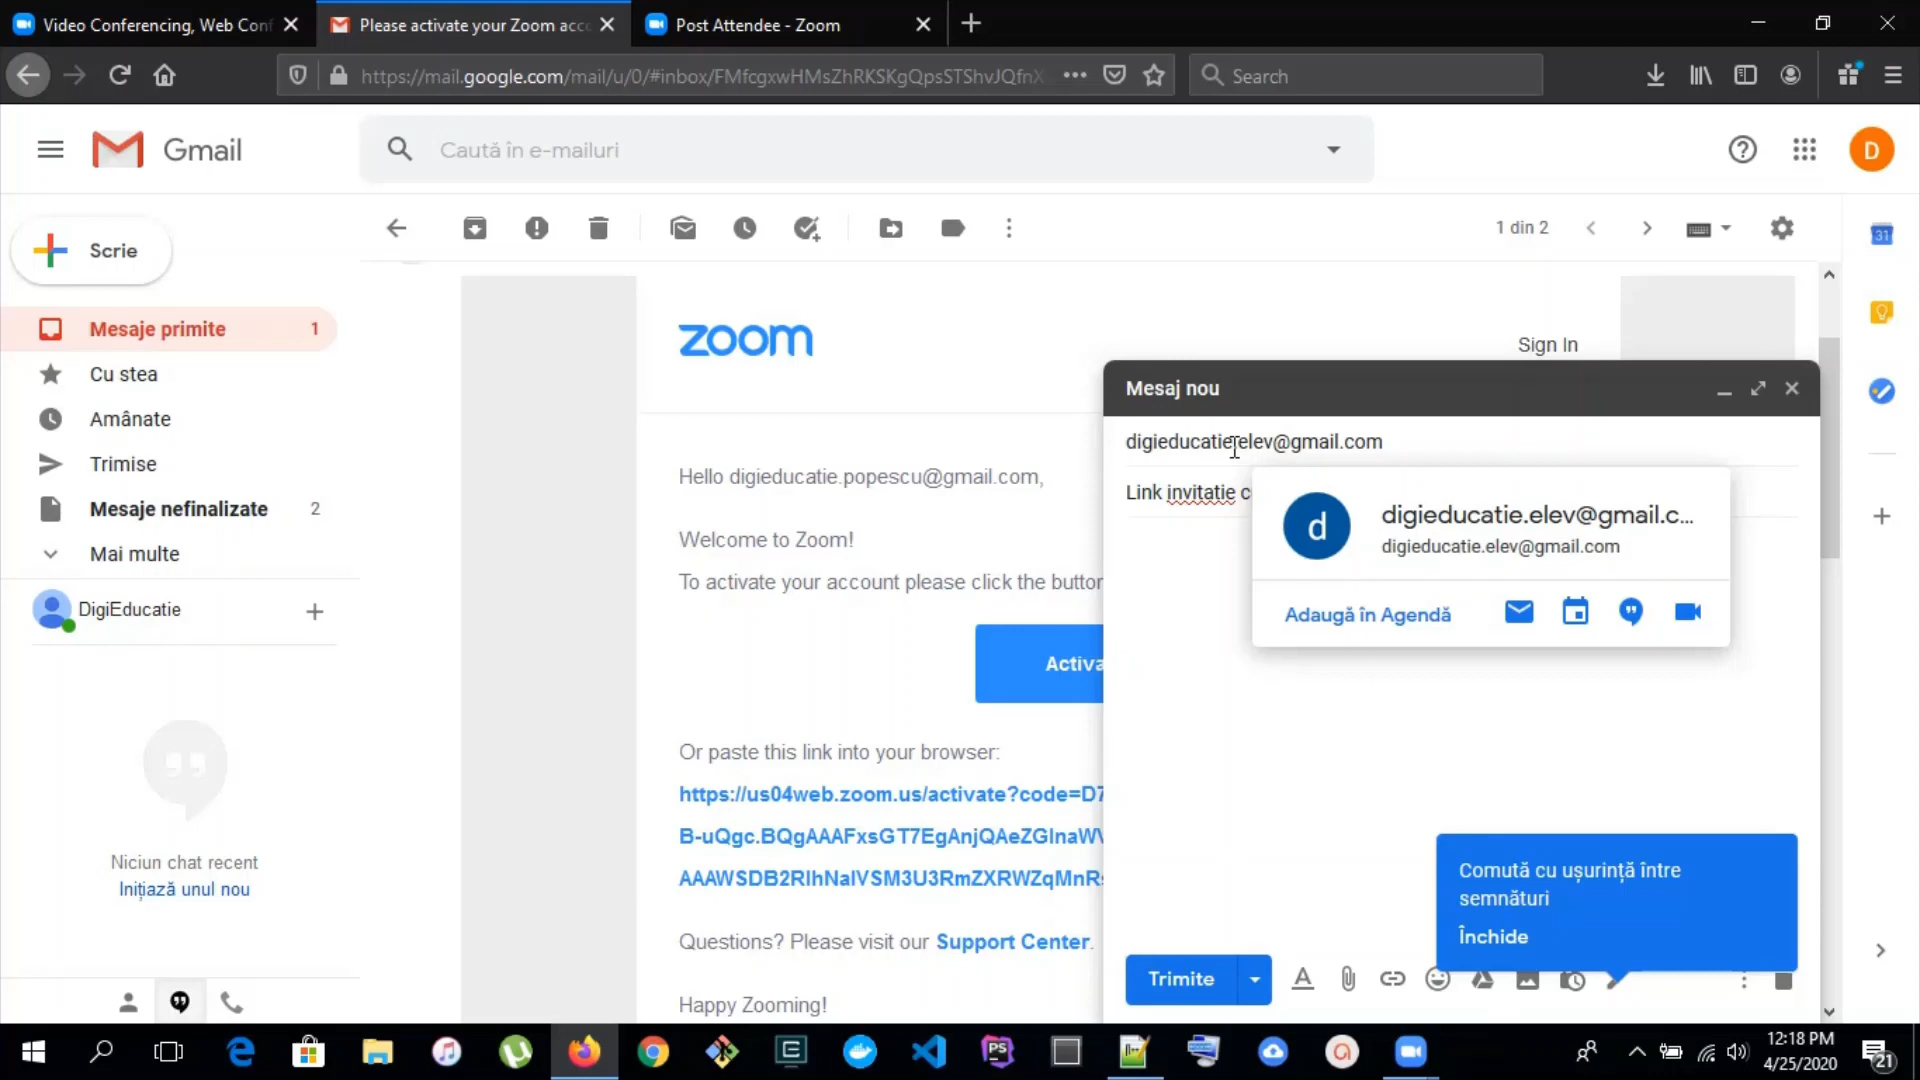 Video Conferencing, Web Conf
Please activate your Zoom acc
Post Attendee - Zoom
https://mail.google.com/mail/u/0/#inbox/FMfcgxwHMsZhRKSKgQpsSTShvJQfnX
Search
Gmail
Caută în e-mailuri
D
Scrie
1 din 2
31
Mesaje primite 1
Cu stea
Amânate
Trimise
Mesaje nefinalizate 2
Mai multe
DigiEducatie
Niciun chat recent
Inițiază unul nou
zoom
Sign In
Hello digieducatie.popescu@gmail.com,
Welcome to Zoom!
To activate your account please click the button
Activa
Or paste this link into your browser:
https://us04web.zoom.us/activate?code=D7
B-uQgc.BQgAAAFxsGT7EgAnjQAeZGlnaWV
AAAWSDB2RlhNalVSM3U3RmZXRWZqMnRs
Questions? Please visit our Support Center.
Happy Zooming!
Mesaj nou
digieducatie.elev@gmail.com
Link invitatie c
d
digieducatie.elev@gmail.c...
digieducatie.elev@gmail.com
Adaugă în Agendă
Comută cu ușurință între
semnături
Închide
Trimite
PS
12:18 PM
4/25/2020
21